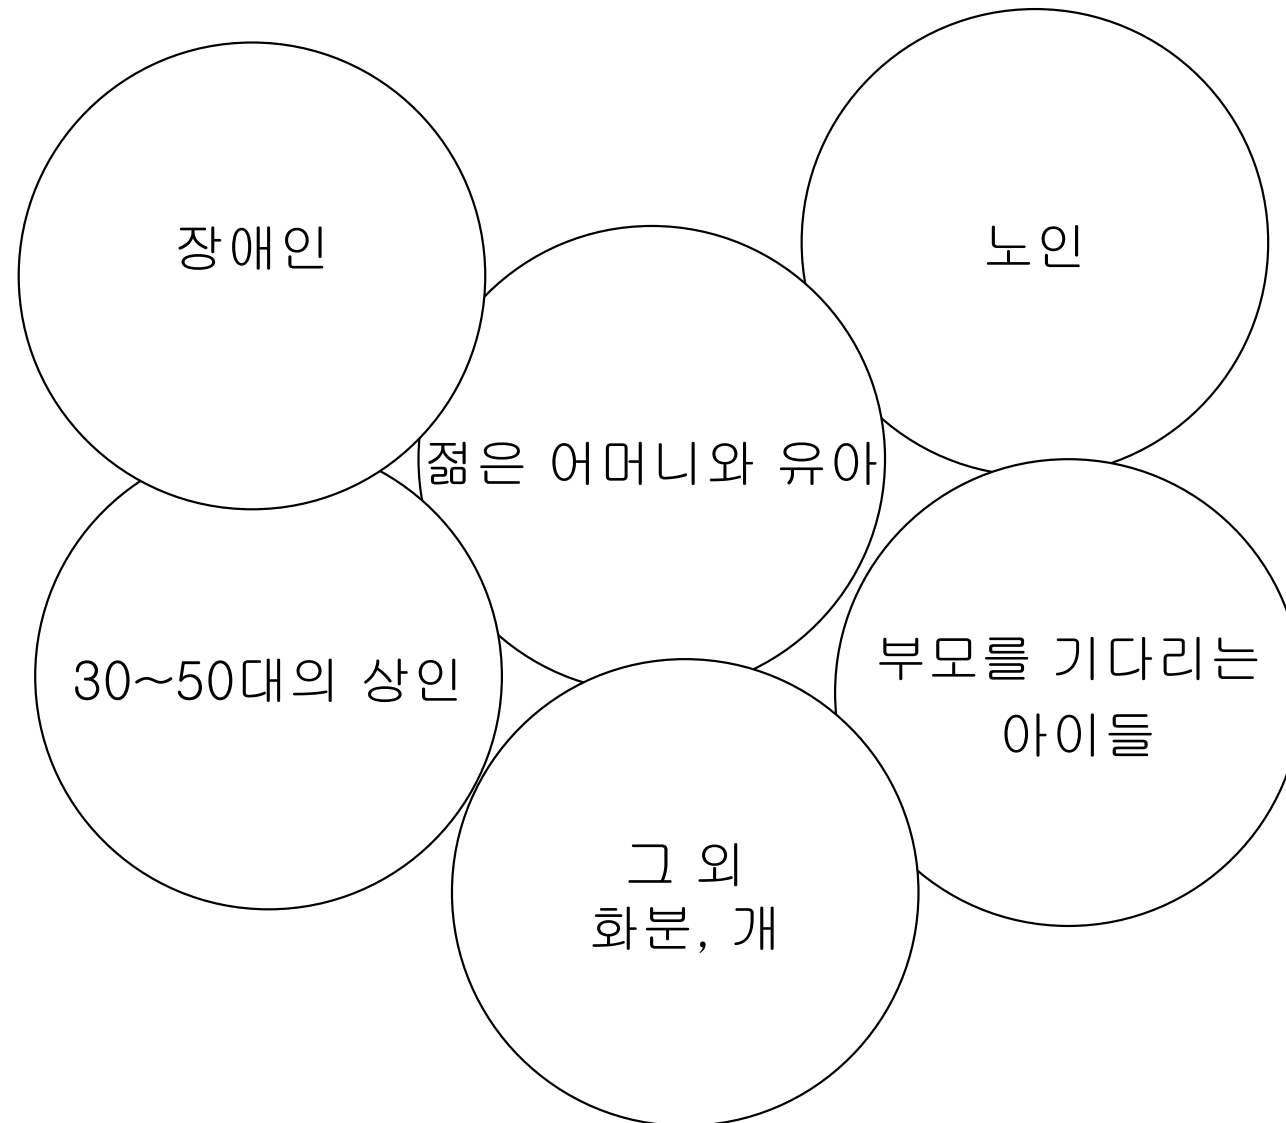 장애인
노인
젊은 어머니와 유아
30~50대의 상인
부모를 기다리는
아이들
그 외
화분, 개